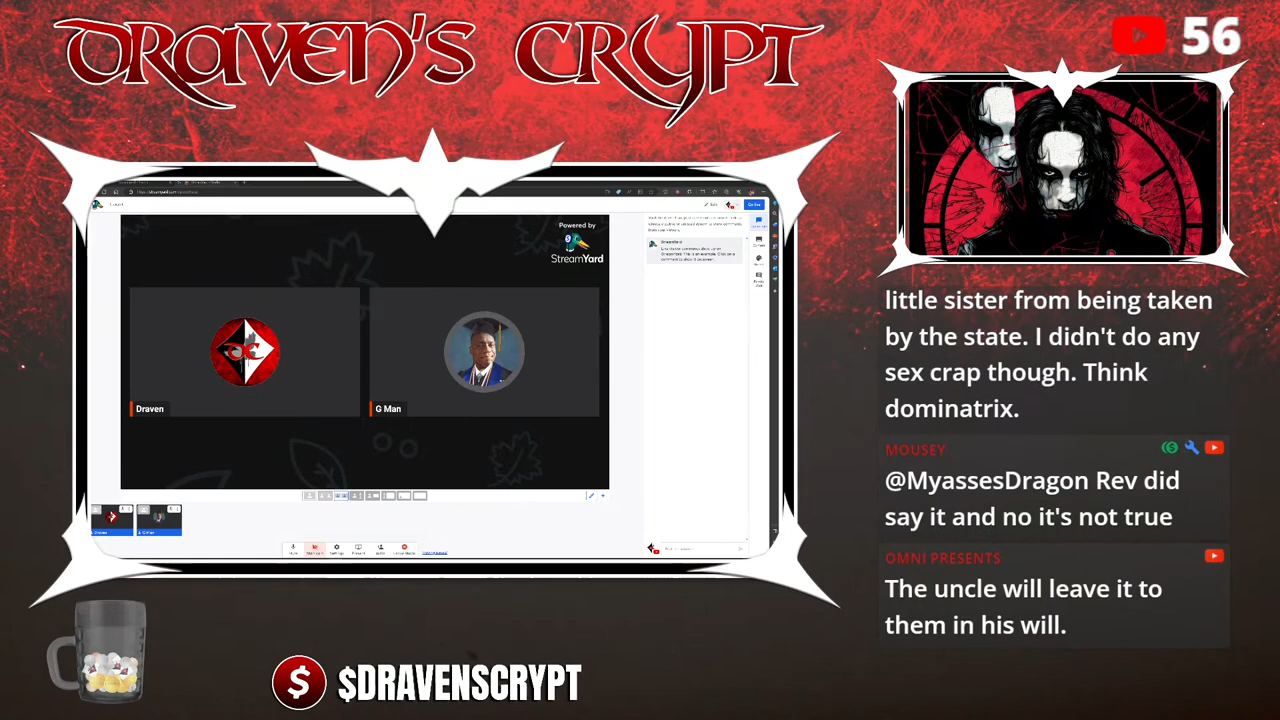 DRAVEN'S CRYPT
56
Powered by
StreamYard
Draven
G Man
little sister from being taken
by the state. I didn't do any
sex crap though. Think
dominatrix.
MOUSEY
@MyassesDragon Rev did
say it and no it's not true
OMNI PRESENTS
The uncle will leave it to
them in his will.
$ $DRAVENSCRYPT